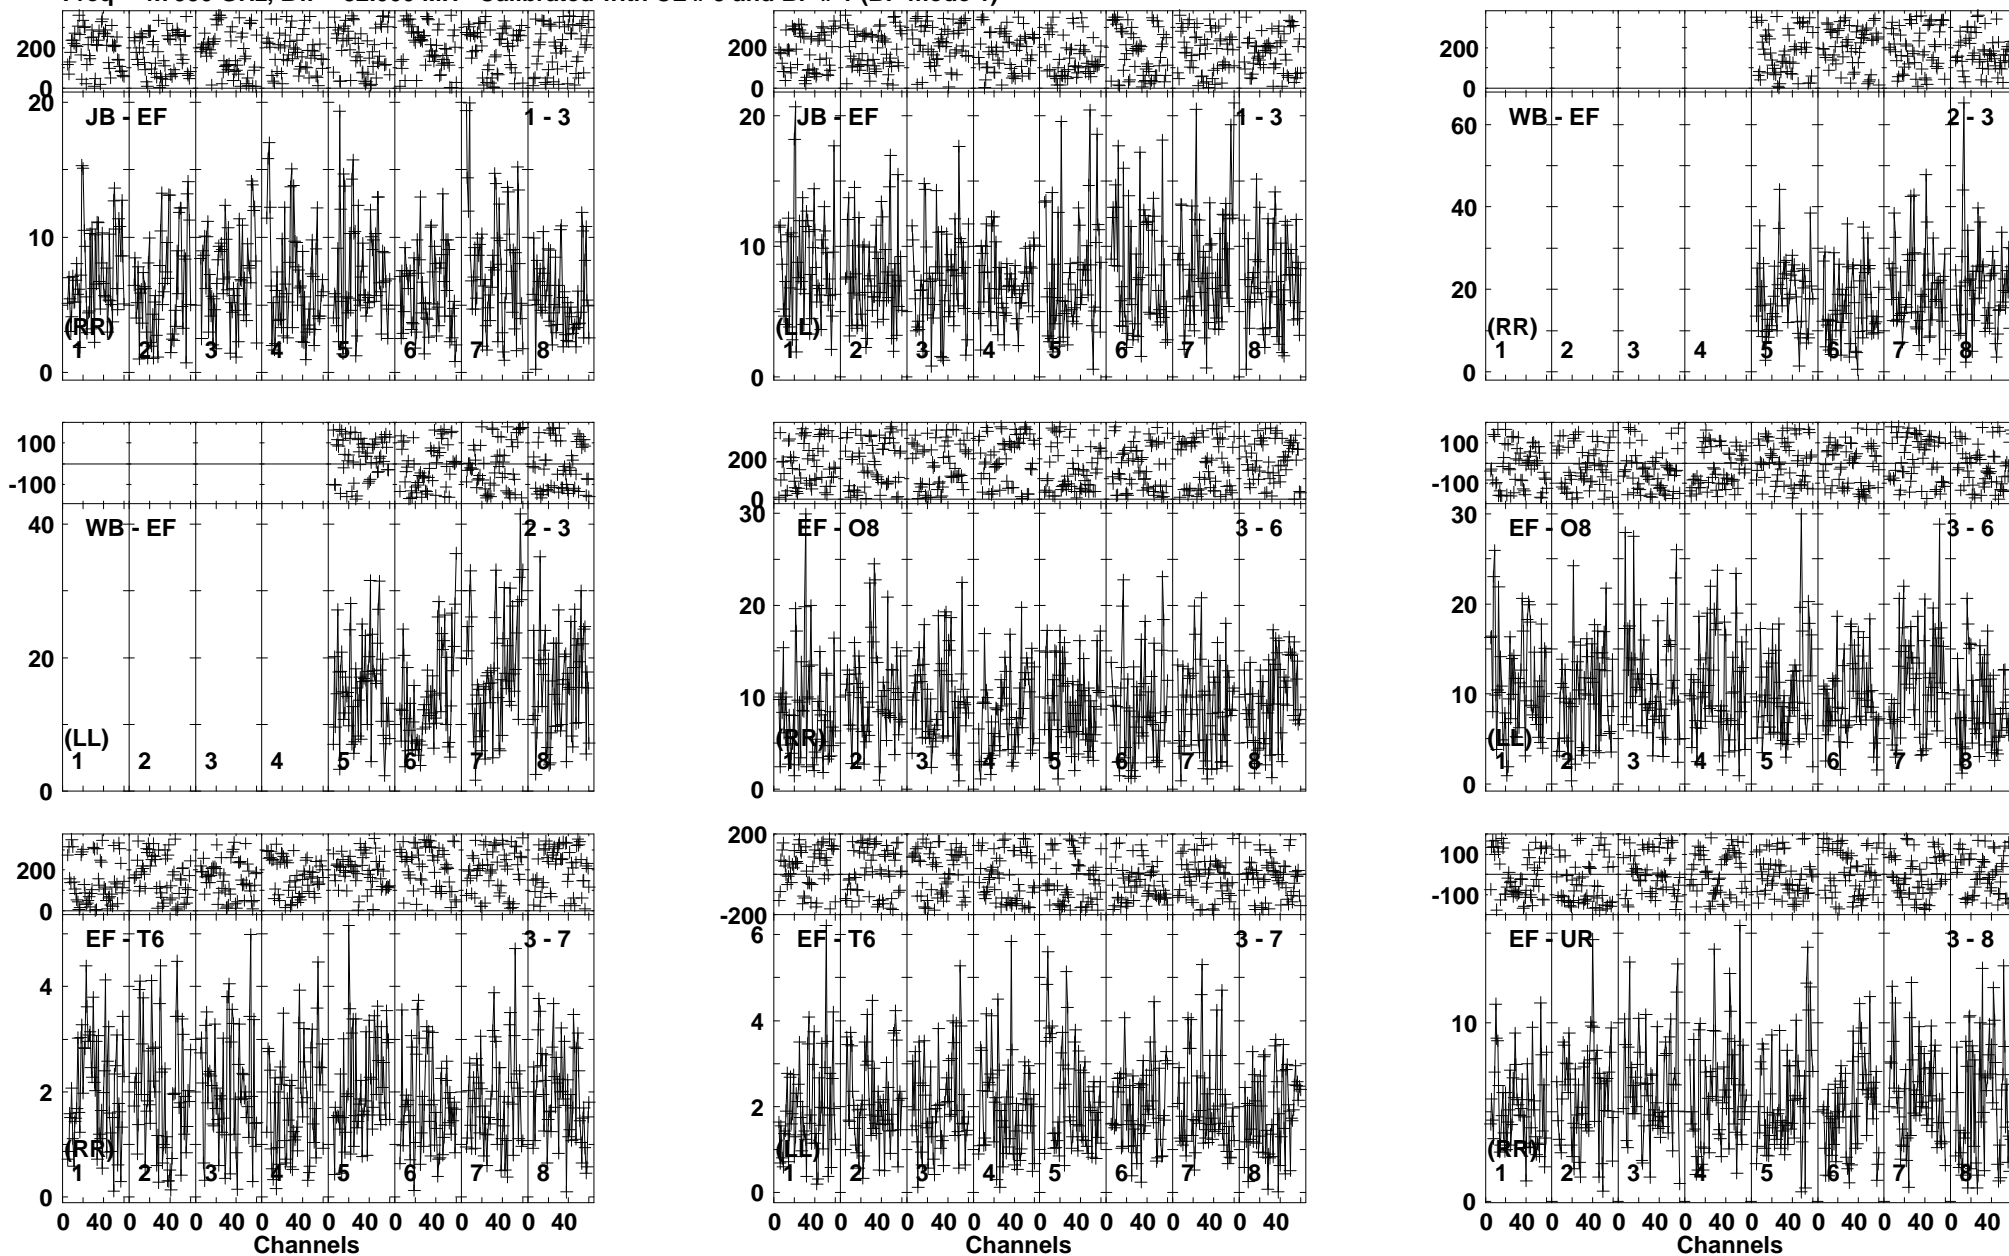 200 0 20 10 0 JB - EF 1 - 3 (RR) 1 2 3 4 5 6 7 8
200 0 20 10 0 JB - EF 1 - 3 (LL) 1 2 3 4 5 6 7 8
200 0 60 40 20 0 WB - EF 2 - 3 (RR) 1 2 3 4 5 6 7 8
100 -100 40 20 0 WB - EF 2 - 3 (LL) 1 2 3 4 5 6 7 8
200 0 30 20 10 0 EF - O8 3 - 6 (RR) 1 2 3 4 5 6 7 8
100 -100 30 20 10 0 EF - O8 3 - 6 (LL) 1 2 3 4 5 6 7 8
200 0 4 2 0 EF - T6 3 - 7 (RR) 1 2 3 4 5 6 7 8
200 -200 6 4 2 0 EF - T6 3 - 7 (LL) 1 2 3 4 5 6 7 8
100 -100 10 0 EF - UR 3 - 8 (RR) 1 2 3 4 5 6 7 8
0 40 0 40 0 40 0 40 0 40 0 40 0 40 0 40
Channels
0 40 0 40 0 40 0 40 0 40 0 40 0 40 0 40
Channels
0 40 0 40 0 40 0 40 0 40 0 40 0 40 0 40
Channels